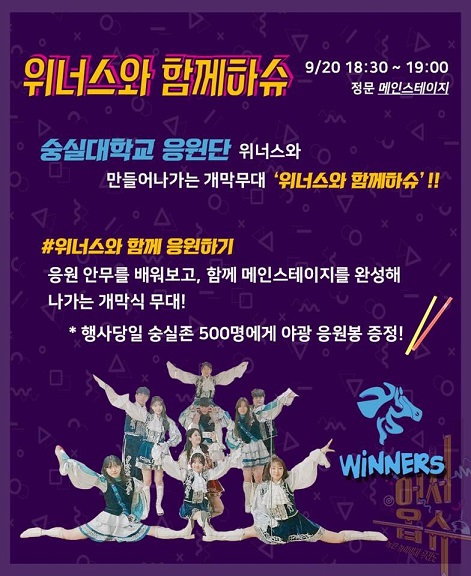 위너스와 함께하슈
9/20 18:30 ~ 19:00
정문 메인스테이지
숭실대학교 응원단 위너스와
만들어나가는 개막무대 '위너스와 함께하슈' !!
#위너스와 함께 응원하기
응원 안무를 배워보고, 함께 메인스테이지를 완성해
나가는 개막식 무대!
* 행사당일 숭실존 500명에게 야광 응원봉 증정!
WiNNERS
어서
옵슈